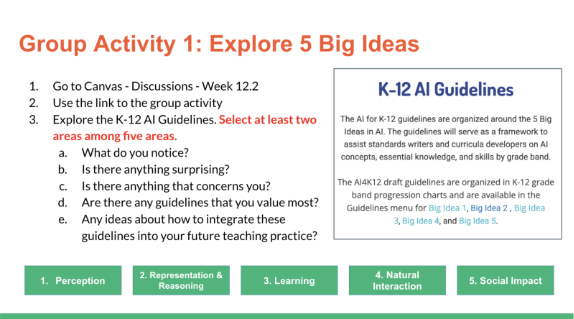 Group Activity 1: Explore 5 Big Ideas
1. Go to Canvas - Discussions - Week 12.2
2. Use the link to the group activity
3. Explore the K-12 AI Guidelines. Select at least two
areas among five areas.
a. What do you notice?
b. Is there anything surprising?
c. Is there anything that concerns you?
d. Are there any guidelines that you value most?
e. Any ideas about how to integrate these
guidelines into your future teaching practice?
K-12 AI Guidelines
The AI for K-12 guidelines are organized around the 5 Big
Ideas in AI. The guidelines will serve as a framework to
assist standards writers and curricula developers on AI
concepts, essential knowledge, and skills by grade band.
The AI4K12 draft guidelines are organized in K-12 grade
band progression charts and are available in the
Guidelines menu for Big Idea 1, Big Idea 2 , Big Idea
3, Big Idea 4, and Big Idea 5.
1. Perception
2. Representation &
Reasoning
3. Learning
4. Natural
Interaction
5. Social Impact